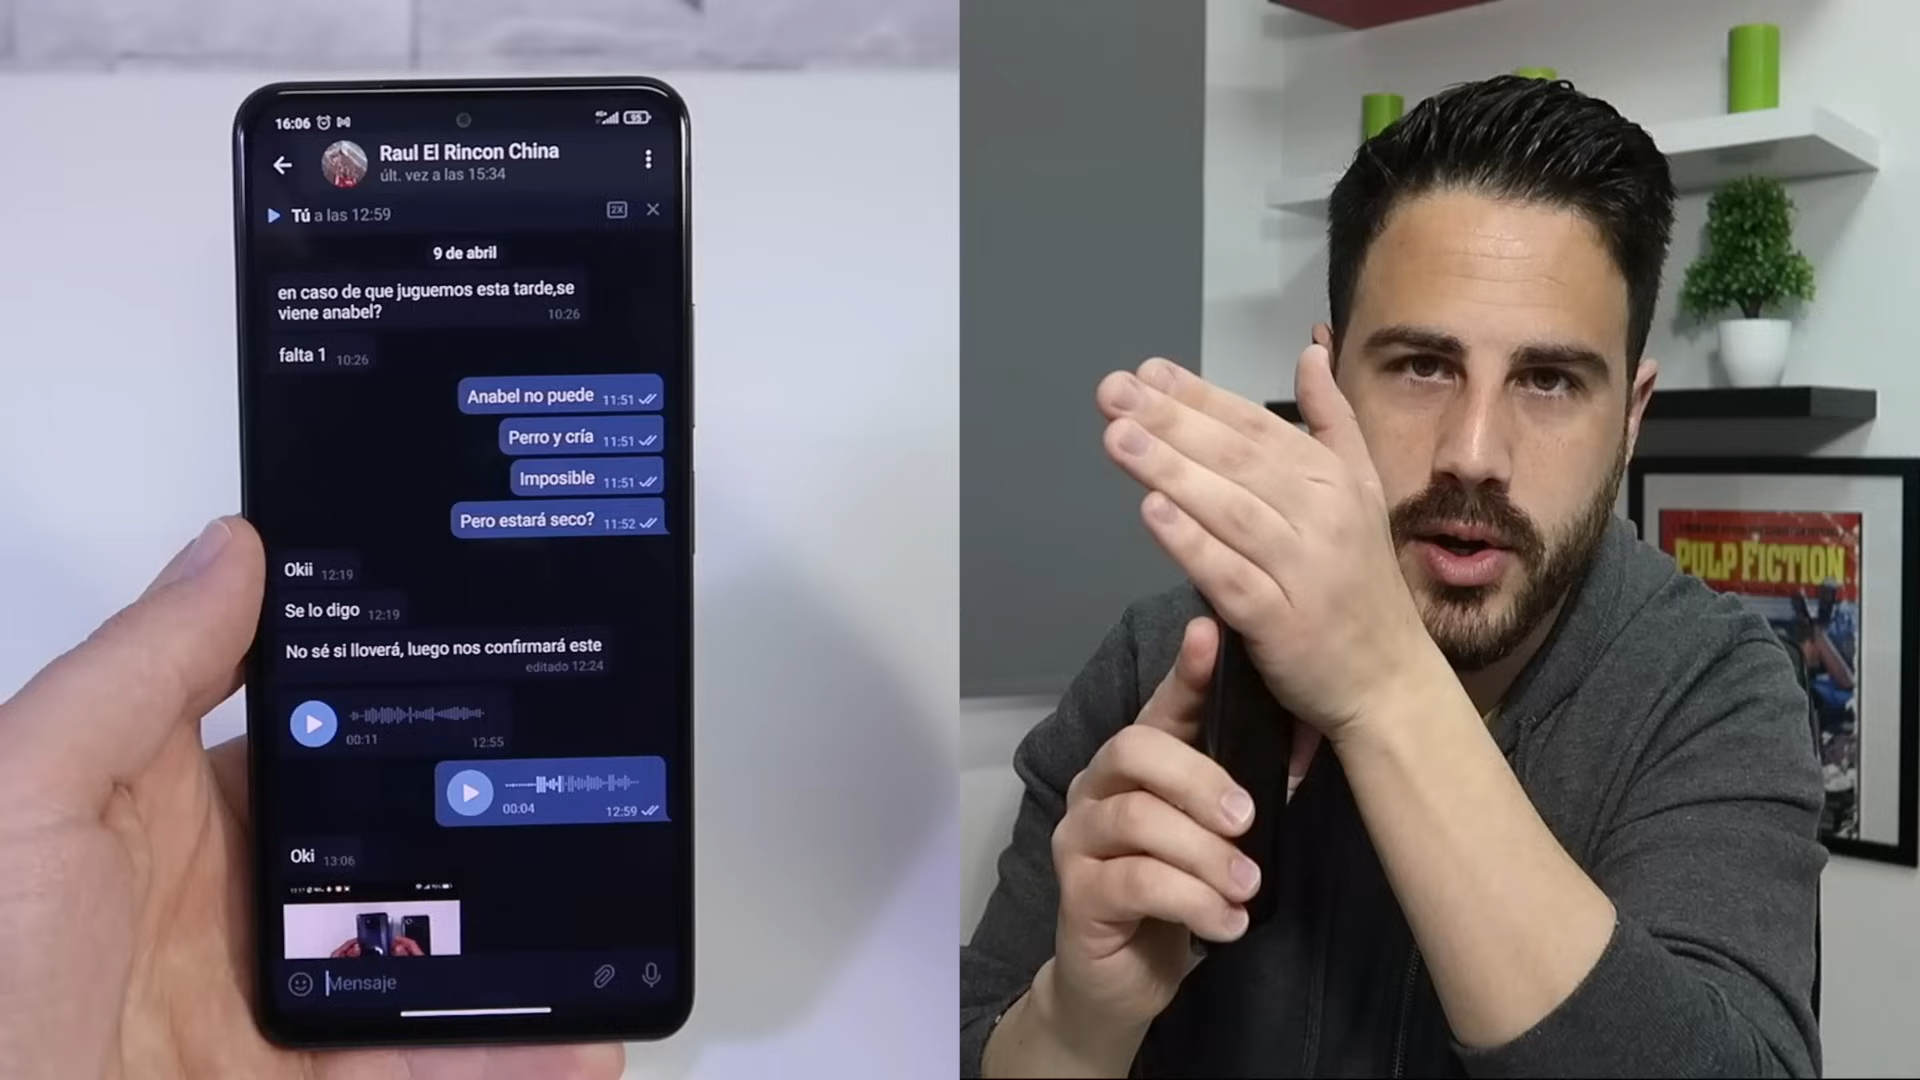 16:06
95
Raul El Rincon China
últ. vez a las 15:34
Tú a las 12:59
2X
9 de abril
en caso de que juguemos esta tarde,se
viene anabel?
10:26
falta 1 10:26
Anabel no puede 11:51
Perro y cría 11:51
Imposible 11:51
Pero estará seco? 11:52
Okii 12:19
Se lo digo 12:19
No sé si lloverá, luego nos confirmará este
editado 12:24
00:11 12:55
00:04 12:59
Oki 13:06
Mensaje
PULP FICTION